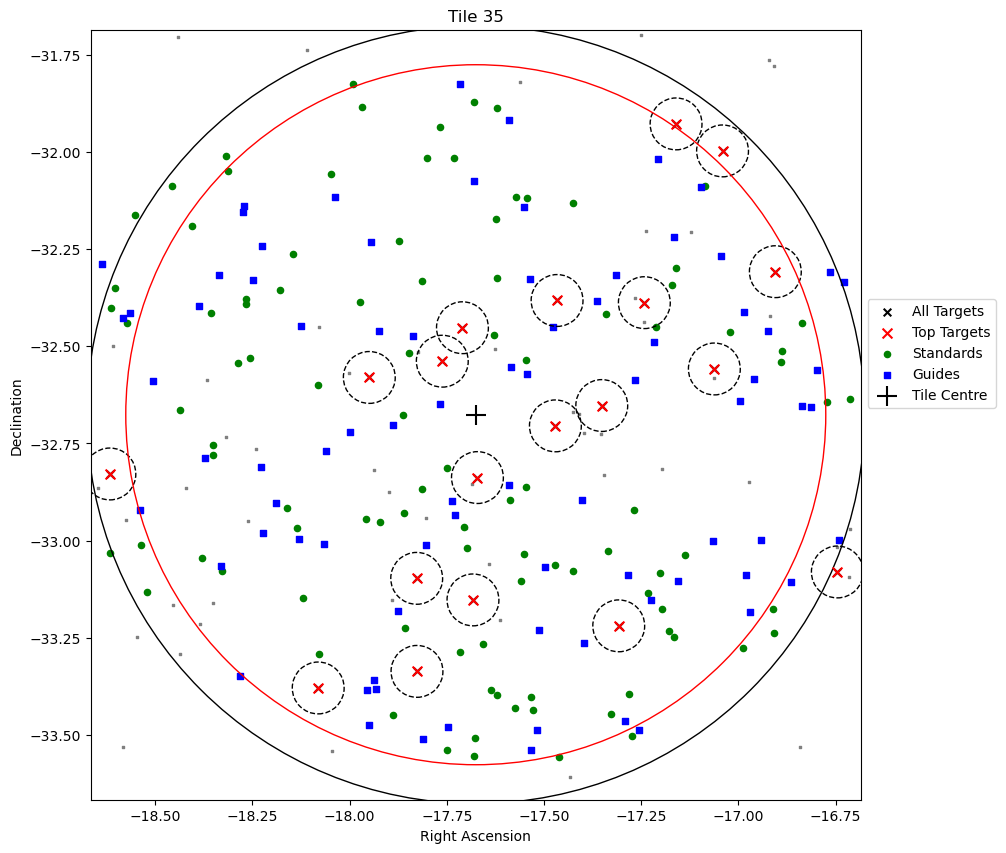 Tile 35
−31.75
−32.00
−32.25
−32.50
−32.75
−33.00
−33.25
−33.50
Declination
−18.50
−18.25
−18.00
−17.75
−17.50
−17.25
−17.00
−16.75
Right Ascension
All Targets
Top Targets
Standards
Guides
Tile Centre